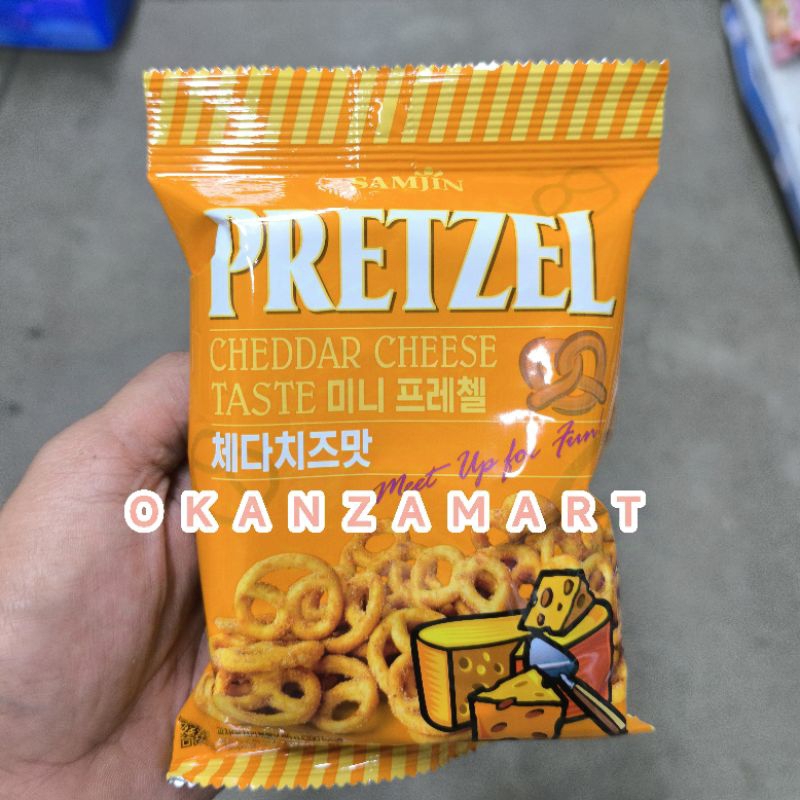 SAMJIN
PRETZEL
CHEDDAR CHEESE
TASTE 미니 프레첼
체다치즈맛
Meet Up for Fun
OKANZAMART